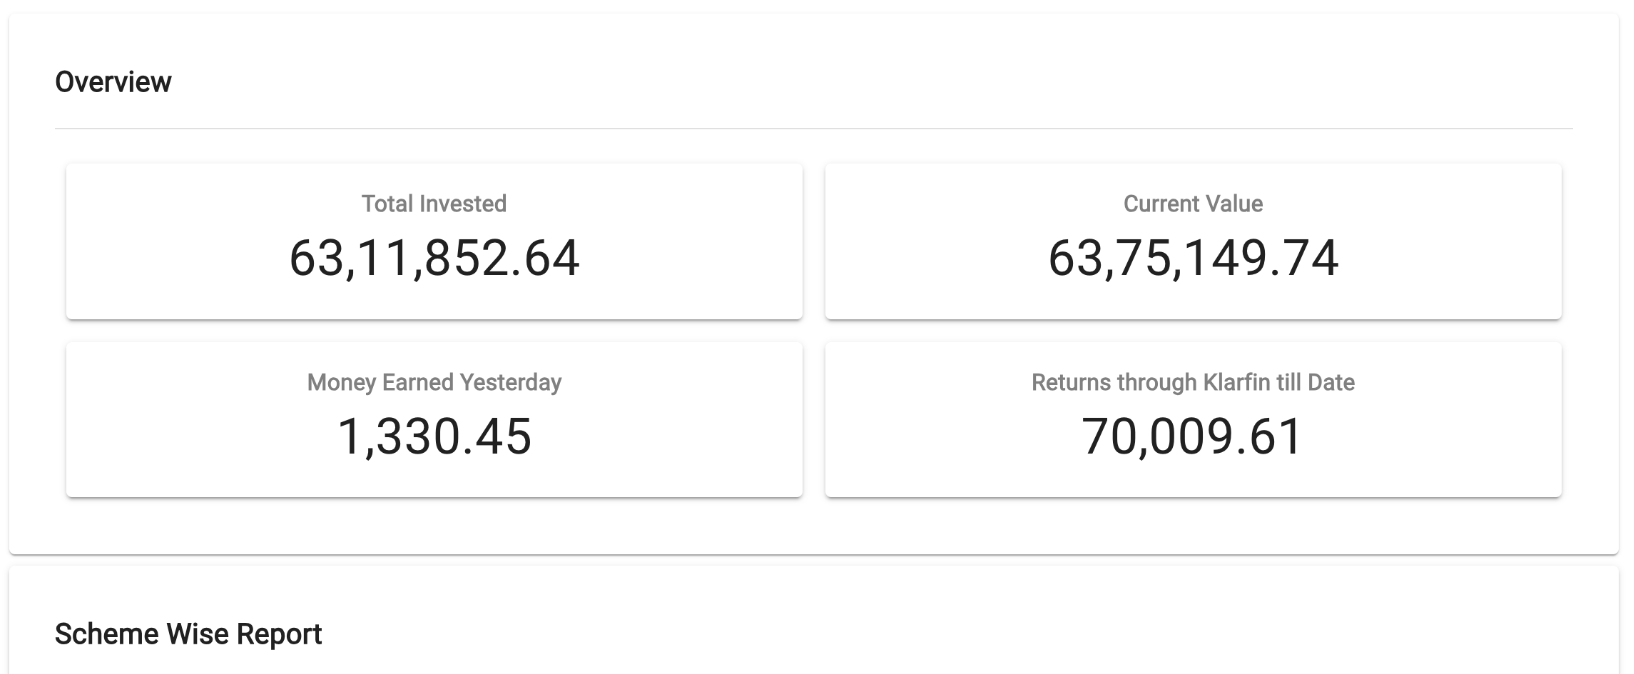 Overview
Total Invested
63,11,852.64
Current Value
63,75,149.74
Money Earned Yesterday
1,330.45
Returns through Klarfin till Date
70,009.61
Scheme Wise Report